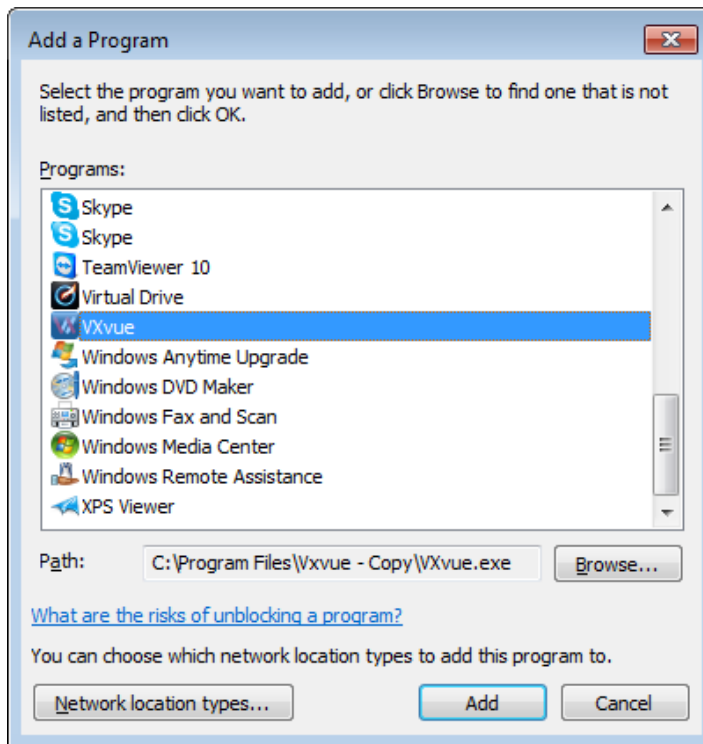 Add a Program
Select the program you want to add, or click Browse to find one that is not
listed, and then click OK.
Programs:
Skype
Skype
TeamViewer 10
Virtual Drive
VXvue
Windows Anytime Upgrade
Windows DVD Maker
Windows Fax and Scan
Windows Media Center
Windows Remote Assistance
XPS Viewer
Path: C:\Program Files\Vxvue - Copy\VXvue.exe Browse...
What are the risks of unblocking a program?
You can choose which network location types to add this program to.
Network location types... Add Cancel